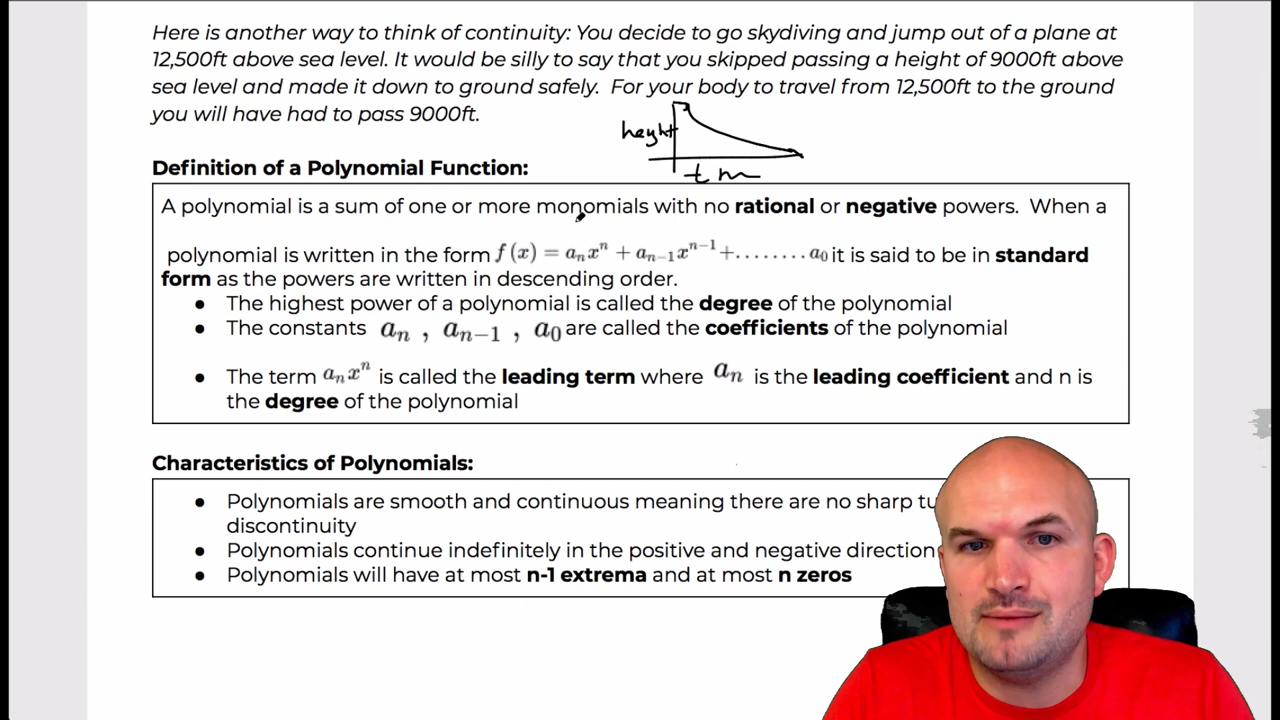 Here is another way to think of continuity: You decide to go skydiving and jump out of a plane at
12,500ft above sea level. It would be silly to say that you skipped passing a height of 9000ft above
sea level and made it down to ground safely. For your body to travel from 12,500ft to the ground
you will have had to pass 9000ft.
height
Definition of a Polynomial Function:
A polynomial is a sum of one or more monomials with no rational or negative powers. When a
polynomial is written in the form f(x) = aₙxⁿ + aₙ₋₁xⁿ⁻¹ + ........ a₀ it is said to be in standard
form as the powers are written in descending order.
● The highest power of a polynomial is called the degree of the polynomial
● The constants aₙ , aₙ₋₁ , a₀ are called the coefficients of the polynomial
● The term aₙxⁿ is called the leading term where aₙ is the leading coefficient and n is
the degree of the polynomial
Characteristics of Polynomials:
● Polynomials are smooth and continuous meaning there are no sharp
discontinuity
● Polynomials continue indefinitely in the positive and negative direction
● Polynomials will have at most n-1 extrema and at most n zeros